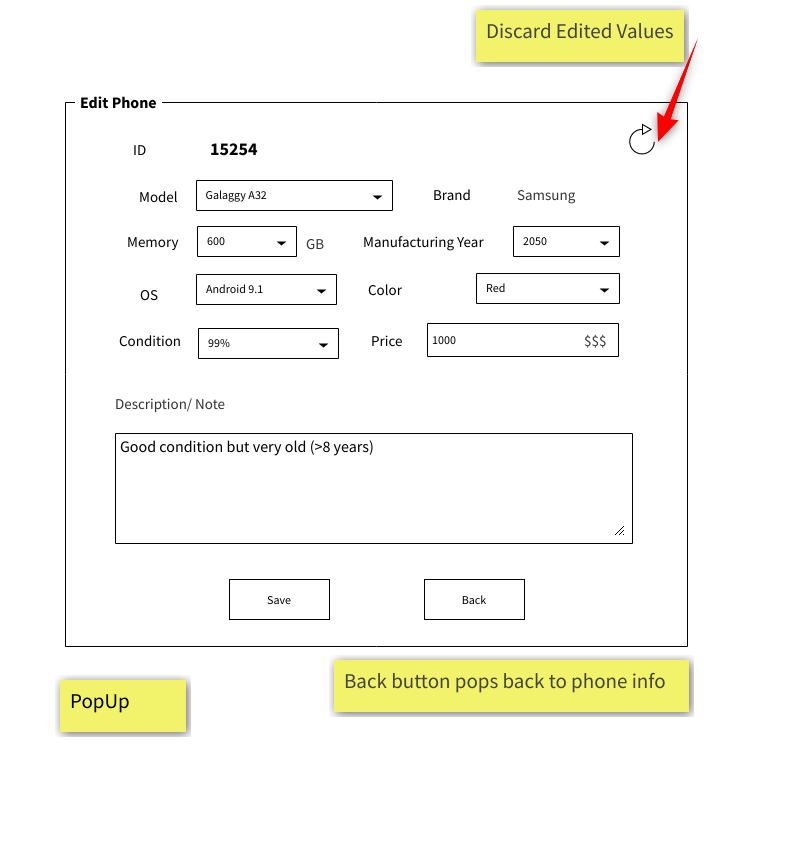 Discard Edited Values
Edit Phone
ID 15254
Model Galaggy A32 Brand Samsung
Memory 600 GB Manufacturing Year 2050
OS Android 9.1 Color Red
Condition 99% Price 1000 $$$
Description/ Note
Good condition but very old (>8 years)
Save Back
Back button pops back to phone info
PopUp